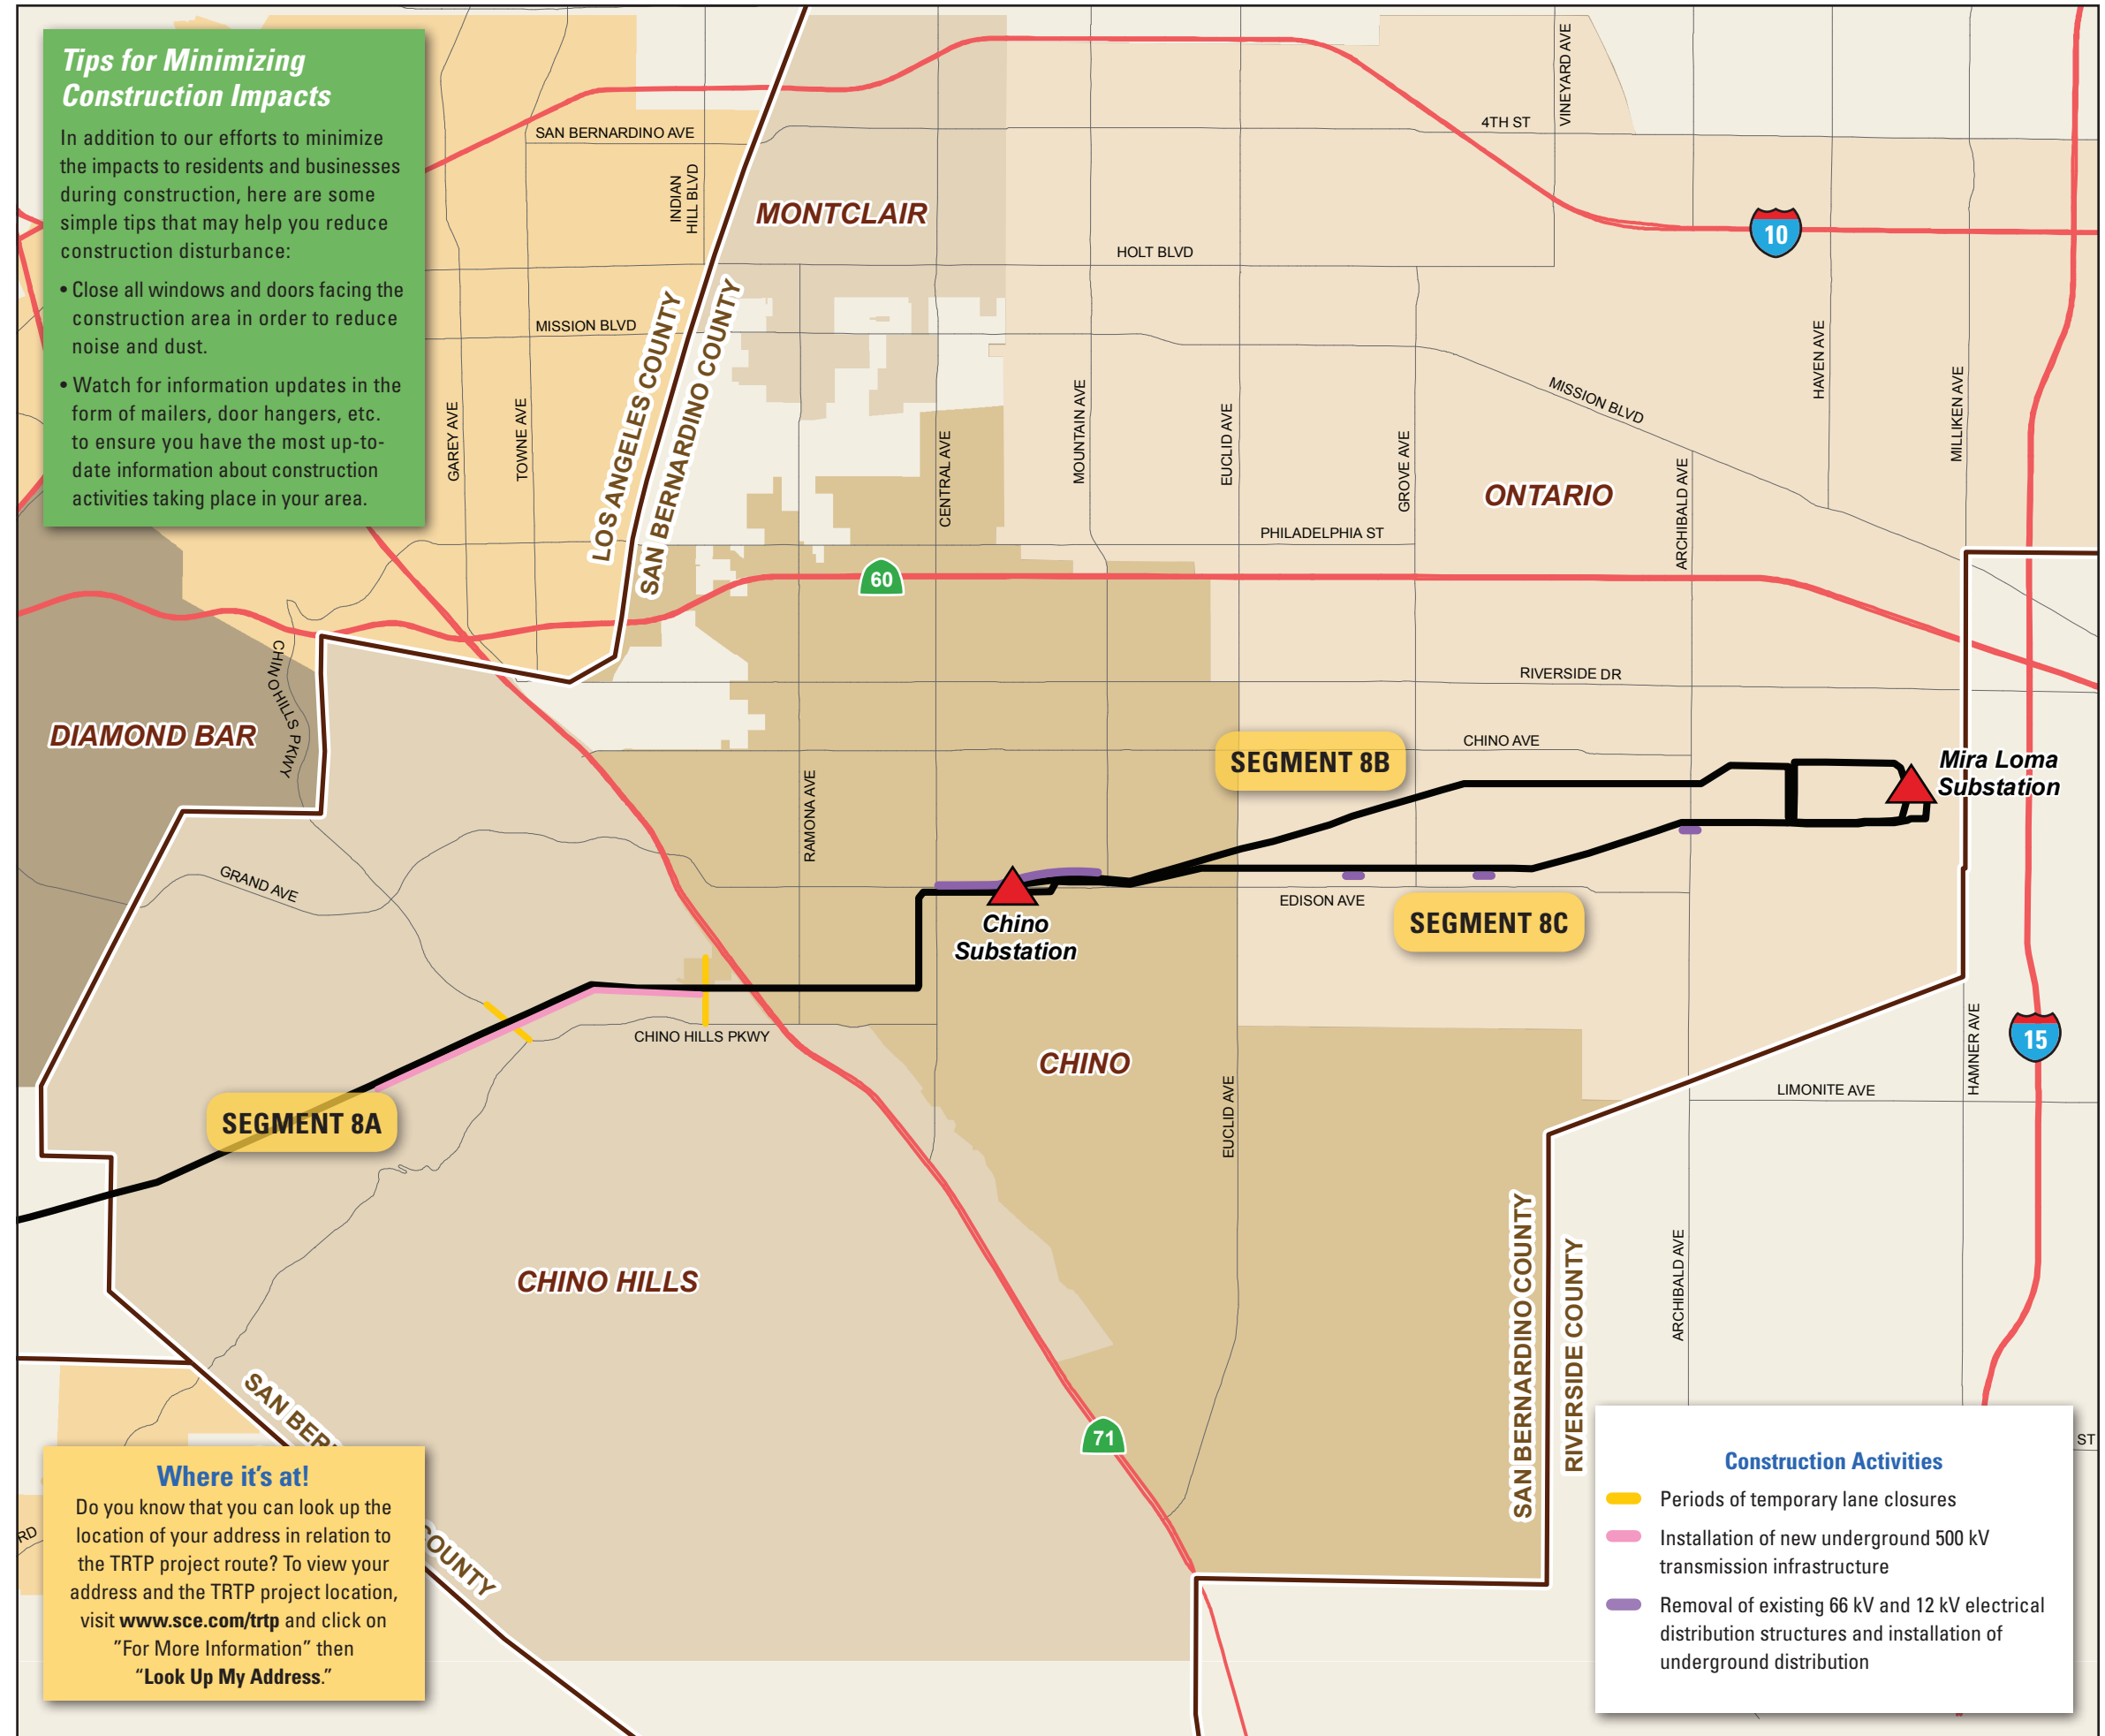 Tips for Minimizing
Construction Impacts
In addition to our efforts to minimize
the impacts to residents and businesses
during construction, here are some
simple tips that may help you reduce
construction disturbance:
• Close all windows and doors facing the
construction area in order to reduce
noise and dust.
• Watch for information updates in the
form of mailers, door hangers, etc.
to ensure you have the most up-to-
date information about construction
activities taking place in your area.
SAN BERNARDINO AVE
INDIAN
HILL BLVD
4TH ST
VINEYARD AVE
MONTCLAIR
10
HOLT BLVD
MISSION BLVD
LOS ANGELES COUNTY
SAN BERNARDINO COUNTY
GAREY AVE
TOWNE AVE
CENTRAL AVE
MOUNTAIN AVE
EUCLID AVE
GROVE AVE
MISSION BLVD
HAVEN AVE
MILLIKEN AVE
ARCHIBALD AVE
ONTARIO
PHILADELPHIA ST
60
CHINO HILLS PKWY
DIAMOND BAR
RIVERSIDE DR
CHINO AVE
SEGMENT 8B
Mira Loma
Substation
RAMONA AVE
GRAND AVE
EDISON AVE
SEGMENT 8C
Chino
Substation
CHINO HILLS PKWY
CHINO
15
HAMNER AVE
LIMONITE AVE
EUCLID AVE
SEGMENT 8A
CHINO HILLS
SAN BERNARDINO COUNTY
RIVERSIDE COUNTY
ARCHIBALD AVE
71
SAN BER
OUNTY
RD
ST
Where it's at!
Do you know that you can look up the
location of your address in relation to
the TRTP project route? To view your
address and the TRTP project location,
visit www.sce.com/trtp and click on
"For More Information" then
"Look Up My Address."
Construction Activities
Periods of temporary lane closures
Installation of new underground 500 kV
transmission infrastructure
Removal of existing 66 kV and 12 kV electrical
distribution structures and installation of
underground distribution